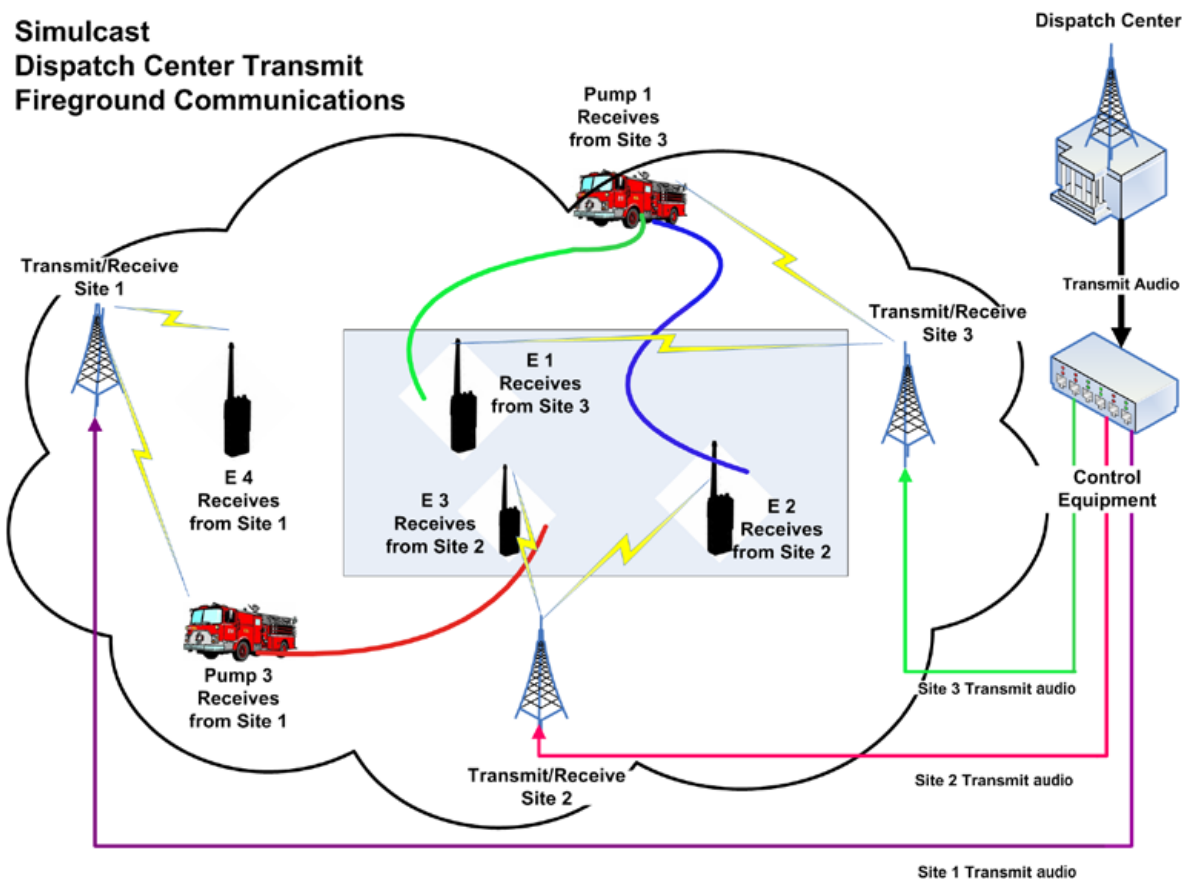 Simulcast
Dispatch Center Transmit
Fireground Communications
Dispatch Center
Pump 1
Receives
from Site 3
Transmit/Receive
Site 1
Transmit Audio
Transmit/Receive
Site 3
E 1
Receives
from Site 3
E 4
Receives
from Site 1
E 3
Receives
from Site 2
E 2
Receives
from Site 2
Control
Equipment
Pump 3
Receives
from Site 1
Site 3 Transmit audio
Transmit/Receive
Site 2
Site 2 Transmit audio
Site 1 Transmit audio